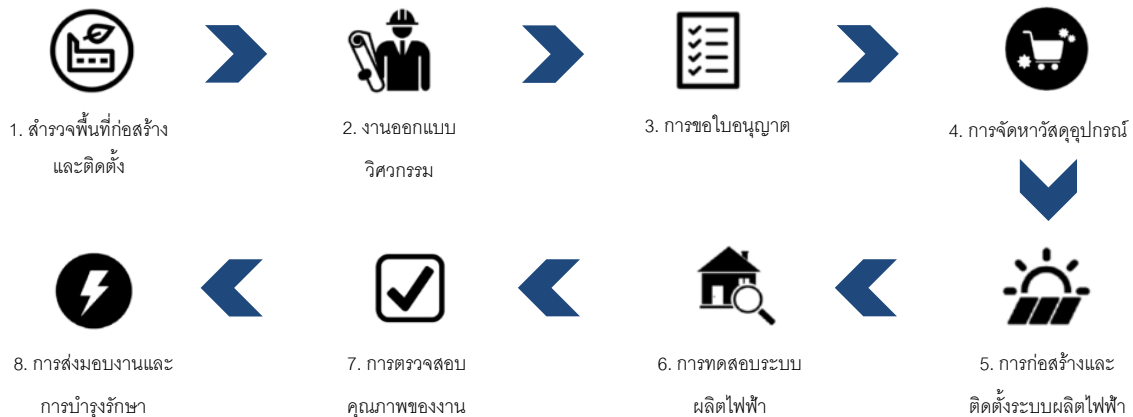 1. สำรวจพื้นที่ก่อสร้าง
และติดตั้ง
2. งานออกแบบ
วิศวกรรม
3. การขอใบอนุญาต
4. การจัดหาวัสดุอุปกรณ์
5. การก่อสร้างและ
ติดตั้งระบบผลิตไฟฟ้า
6. การทดสอบระบบ
ผลิตไฟฟ้า
7. การตรวจสอบ
คุณภาพของงาน
8. การส่งมอบงานและ
การบำรุงรักษา